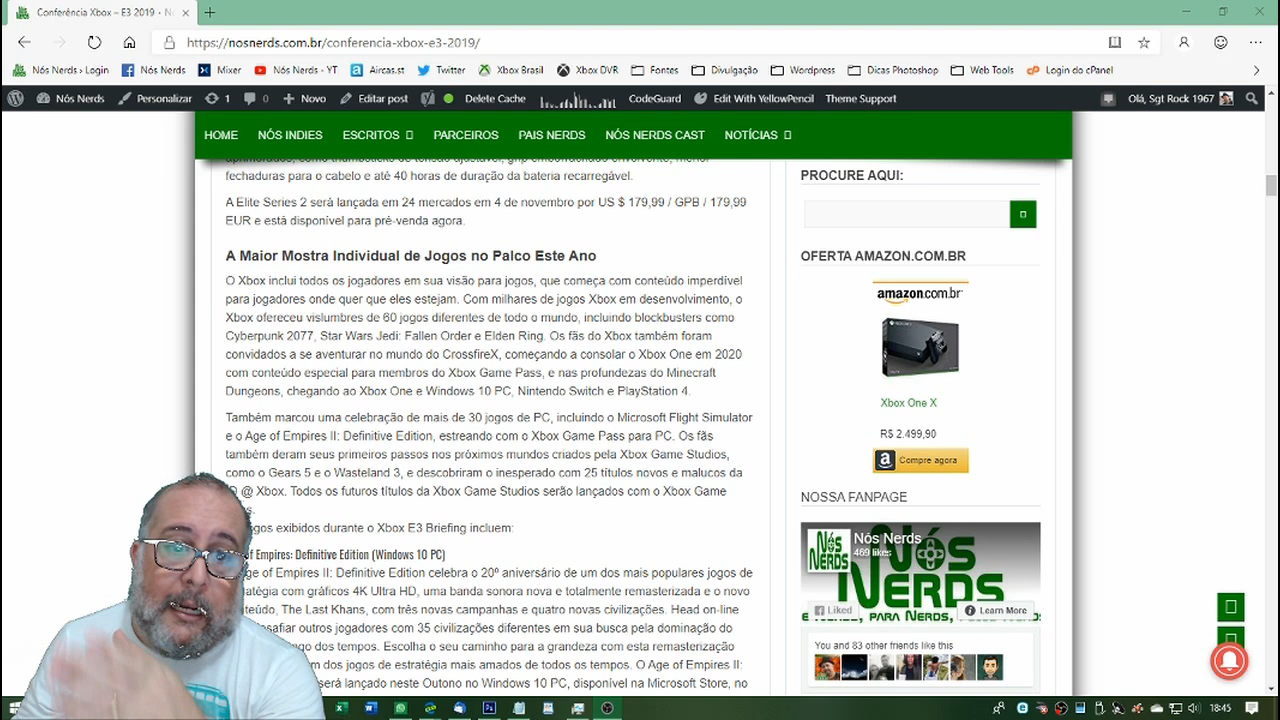 Conferência Xbox – E3 2019 • N
https://nosnerds.com.br/conferencia-xbox-e3-2019/
Nós Nerds › Login
Nós Nerds
Mixer
Nós Nerds - YT
Aircas.st
Twitter
Xbox Brasil
Xbox DVR
Fontes
Divulgação
Wordpress
Dicas Photoshop
Web Tools
Login do cPanel
Nós Nerds
Personalizar
1
0
Novo
Editar post
Delete Cache
CodeGuard
Edit With YellowPencil
Theme Support
Olá, Sgt Rock 1967
HOME
NÓS INDIES
ESCRITOS
PARCEIROS
PAIS NERDS
NÓS NERDS CAST
NOTÍCIAS
aprimorados, como thumbsticks de tensão ajustável, grip emborrachado envolvente, menor
fechaduras para o cabelo e até 40 horas de duração da bateria recarregável.
A Elite Series 2 será lançada em 24 mercados em 4 de novembro por US $ 179,99 / GPB / 179,99
EUR e está disponível para pré-venda agora.
A Maior Mostra Individual de Jogos no Palco Este Ano
O Xbox inclui todos os jogadores em sua visão para jogos, que começa com conteúdo imperdível
para jogadores onde quer que eles estejam. Com milhares de jogos Xbox em desenvolvimento, o
Xbox ofereceu vislumbres de 60 jogos diferentes de todo o mundo, incluindo blockbusters como
Cyberpunk 2077, Star Wars Jedi: Fallen Order e Elden Ring. Os fãs do Xbox também foram
convidados a se aventurar no mundo do CrossfireX, começando a consolar o Xbox One em 2020
com conteúdo especial para membros do Xbox Game Pass, e nas profundezas do Minecraft
Dungeons, chegando ao Xbox One e Windows 10 PC, Nintendo Switch e PlayStation 4.
Também marcou uma celebração de mais de 30 jogos de PC, incluindo o Microsoft Flight Simulator
e o Age of Empires II: Definitive Edition, estreando com o Xbox Game Pass para PC. Os fãs
também deram seus primeiros passos nos próximos mundos criados pela Xbox Game Studios,
como o Gears 5 e o Wasteland 3, e descobriram o inesperado com 25 títulos novos e malucos da
@ Xbox. Todos os futuros títulos da Xbox Game Studios serão lançados com o Xbox Game
exibidos durante o Xbox E3 Briefing incluem:
of Empires: Definitive Edition (Windows 10 PC)
Age of Empires II: Definitive Edition celebra o 20º aniversário de um dos mais populares jogos de
com gráficos 4K Ultra HD, uma banda sonora nova e totalmente remasterizada e o novo
The Last Khans, com três novas campanhas e quatro novas civilizações. Head on-line
desafiar outros jogadores com 35 civilizações diferentes em sua busca pela dominação do
dos tempos. Escolha o seu caminho para a grandeza com esta remasterização
dos jogos de estratégia mais amados de todos os tempos. O Age of Empires II:
será lançado neste Outono no Windows 10 PC, disponível na Microsoft Store, no
PROCURE AQUI:
OFERTA AMAZON.COM.BR
amazon.com.br
Xbox One X
R$ 2.499,90
Compre agora
NOSSA FANPAGE
Nós Nerds
469 likes
NÓS
NERDS
Liked
Learn More
You and 83 other friends like this
18:45